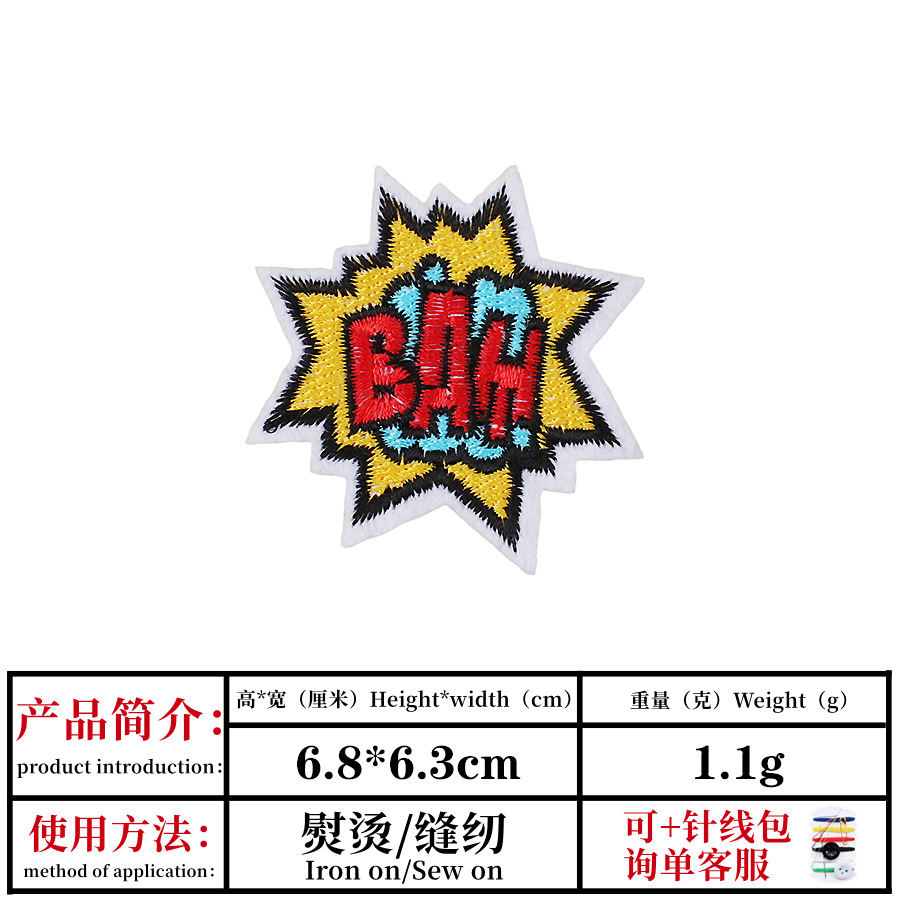 BAM
产品简介：
product introduction：
高*宽（厘米）Height*width（cm）
重量（克）Weight（g）
6.8*6.3cm
1.1g
使用方法：
method of application：
熨烫/缝纫
Iron on/Sew on
可+针线包
询单客服